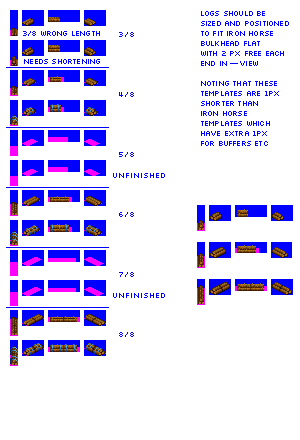 3/8 WRONG LENGTH
3/8
NEEDS SHORTENING
4/8
5/8
UNFINISHED
6/8
7/8
UNFINISHED
8/8
LOGS SHOULD BE
SIZED AND POSITIONED
TO FIT IRON HORSE
BULKHEAD FLAT
WITH 2 PX FREE EACH
END IN -- VIEW
NOTING THAT THESE
TEMPLATES ARE 1PX
SHORTER THAN
IRON HORSE
TEMPLATES WHICH
HAVE EXTRA 1PX
FOR BUFFERS ETC